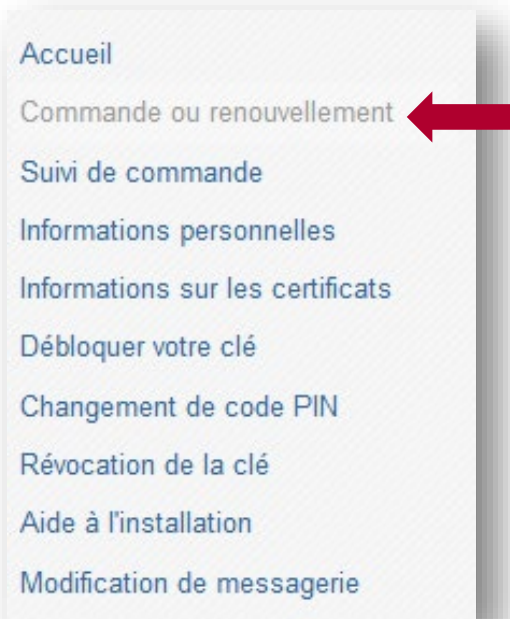 Accueil
Commande ou renouvellement
Suivi de commande
Informations personnelles
Informations sur les certificats
Débloquer votre clé
Changement de code PIN
Révocation de la clé
Aide à l'installation
Modification de messagerie